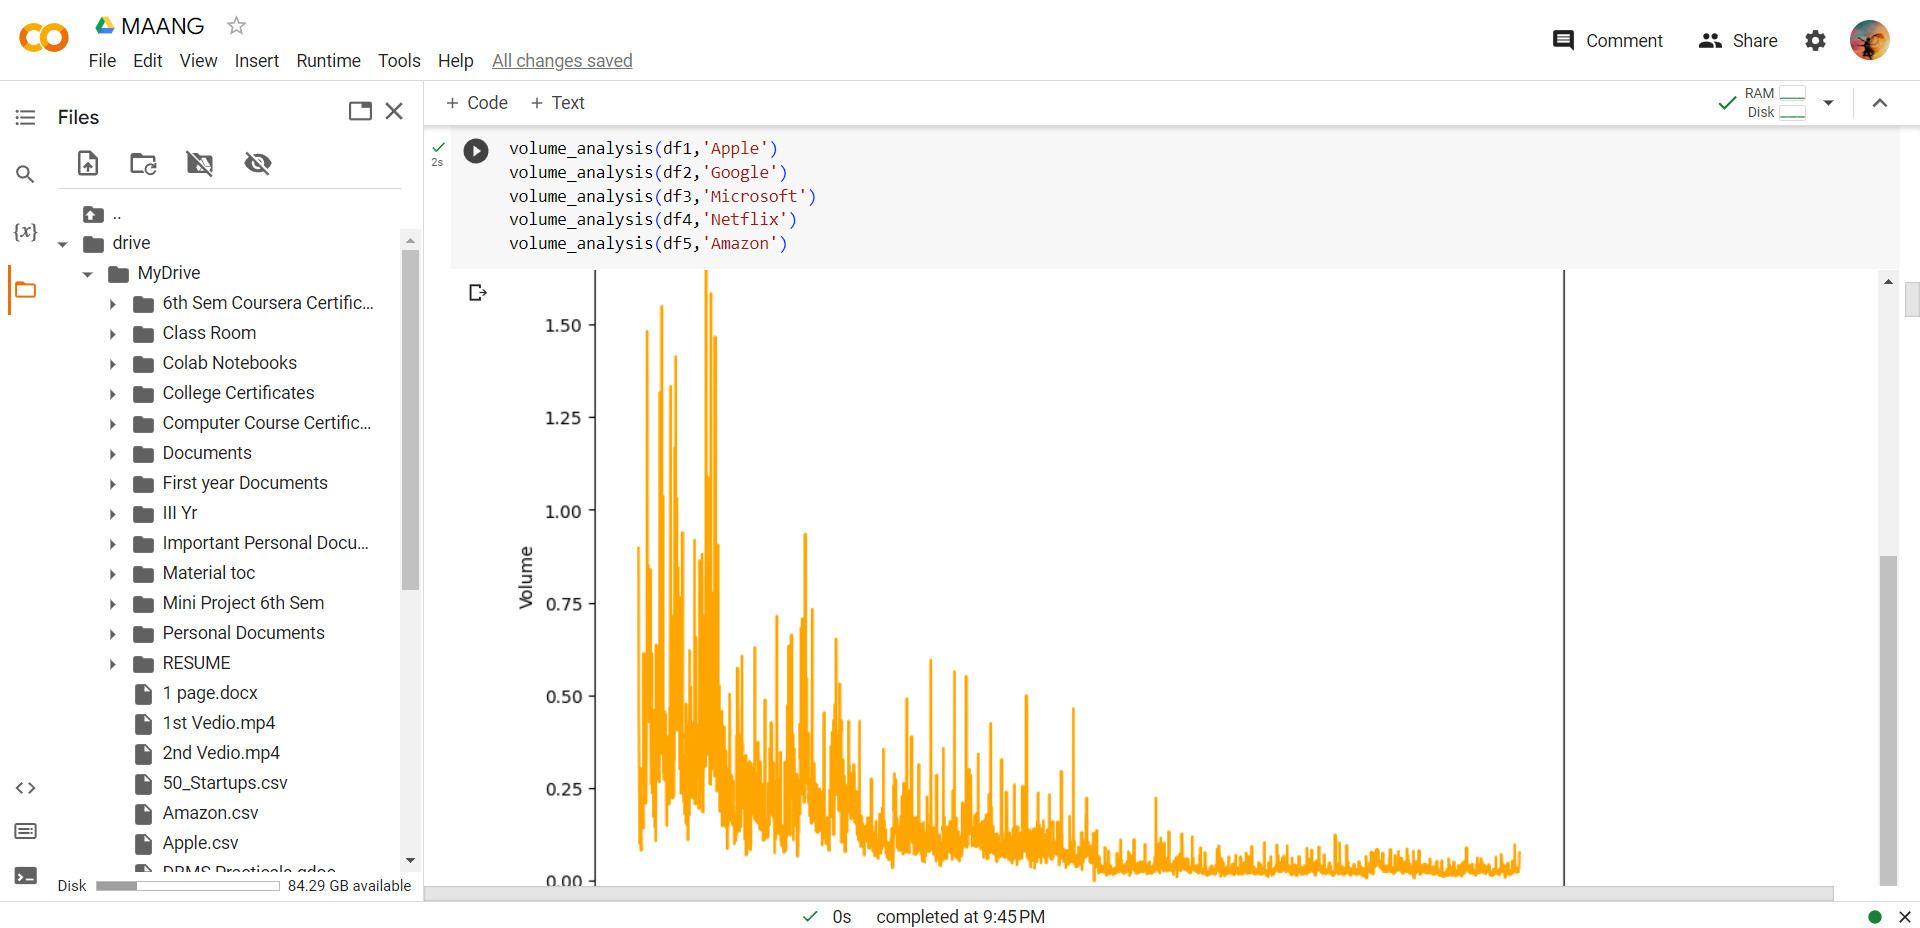 MAANG
File Edit View Insert Runtime Tools Help All changes saved
Comment Share
Files
+ Code + Text
RAM
Disk
{x}
..
drive
MyDrive
6th Sem Coursera Certific...
Class Room
Colab Notebooks
College Certificates
Computer Course Certific...
Documents
First year Documents
III Yr
Important Personal Docu...
Material toc
Mini Project 6th Sem
Personal Documents
RESUME
1 page.docx
1st Vedio.mp4
2nd Vedio.mp4
50_Startups.csv
Amazon.csv
Apple.csv
Disk 84.29 GB available
2s
volume_analysis(df1,'Apple')
volume_analysis(df2,'Google')
volume_analysis(df3,'Microsoft')
volume_analysis(df4,'Netflix')
volume_analysis(df5,'Amazon')
1.50
1.25
1.00
0.75
0.50
0.25
0.00
Volume
0s completed at 9:45 PM